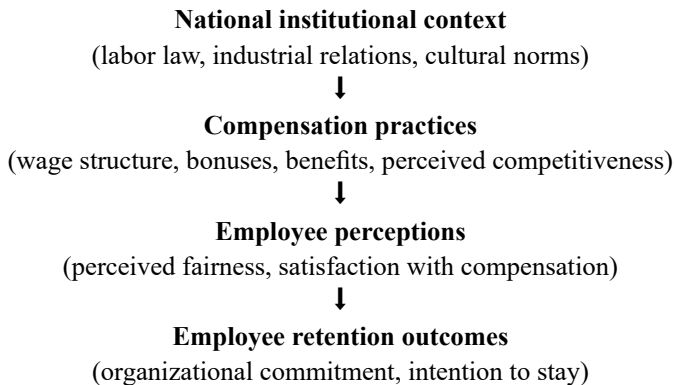 National institutional context
(labor law, industrial relations, cultural norms)
Compensation practices
(wage structure, bonuses, benefits, perceived competitiveness)
Employee perceptions
(perceived fairness, satisfaction with compensation)
Employee retention outcomes
(organizational commitment, intention to stay)